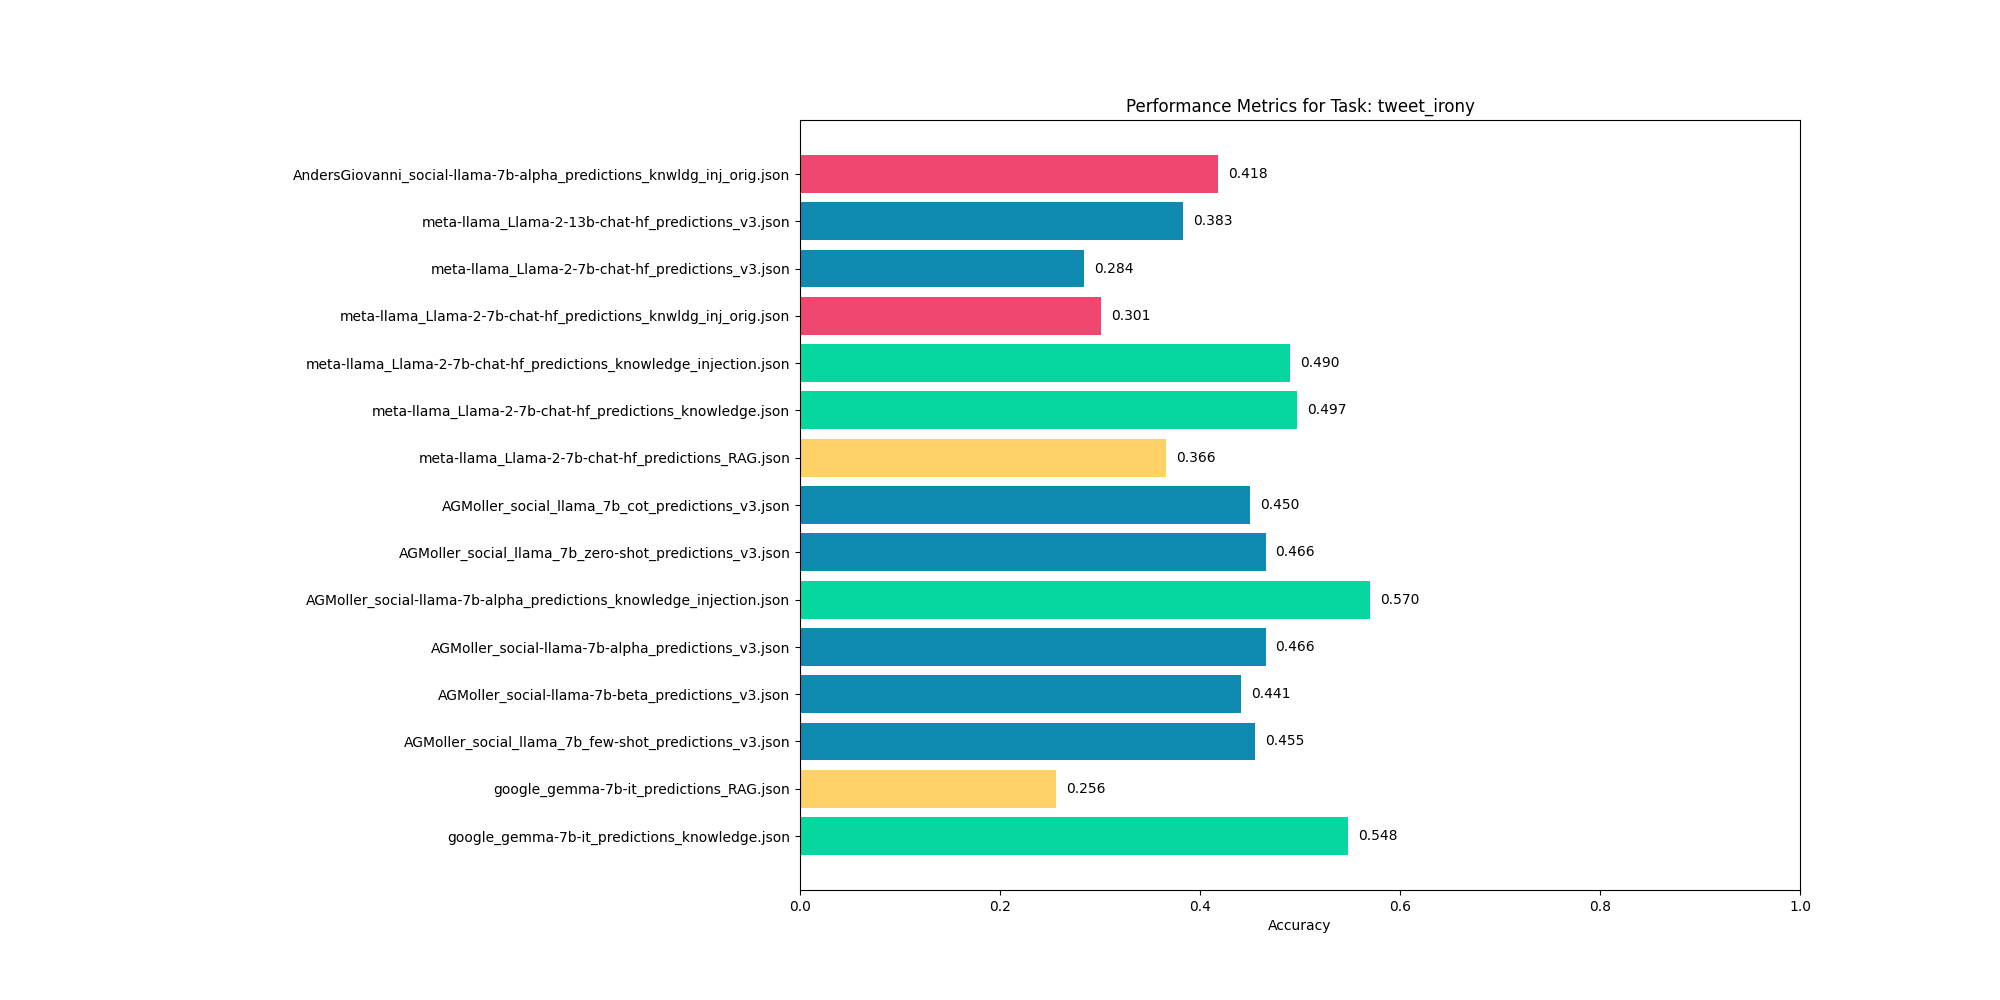 Performance Metrics for Task: tweet_irony
AndersGiovanni_social-llama-7b-alpha_predictions_knwldg_inj_orig.json 0.418
meta-llama_Llama-2-13b-chat-hf_predictions_v3.json 0.383
meta-llama_Llama-2-7b-chat-hf_predictions_v3.json 0.284
meta-llama_Llama-2-7b-chat-hf_predictions_knwldg_inj_orig.json 0.301
meta-llama_Llama-2-7b-chat-hf_predictions_knowledge_injection.json 0.490
meta-llama_Llama-2-7b-chat-hf_predictions_knowledge.json 0.497
meta-llama_Llama-2-7b-chat-hf_predictions_RAG.json 0.366
AGMoller_social_llama_7b_cot_predictions_v3.json 0.450
AGMoller_social_llama_7b_zero-shot_predictions_v3.json 0.466
AGMoller_social-llama-7b-alpha_predictions_knowledge_injection.json 0.570
AGMoller_social-llama-7b-alpha_predictions_v3.json 0.466
AGMoller_social-llama-7b-beta_predictions_v3.json 0.441
AGMoller_social_llama_7b_few-shot_predictions_v3.json 0.455
google_gemma-7b-it_predictions_RAG.json 0.256
google_gemma-7b-it_predictions_knowledge.json 0.548
0.0 0.2 0.4 0.6 0.8 1.0
Accuracy